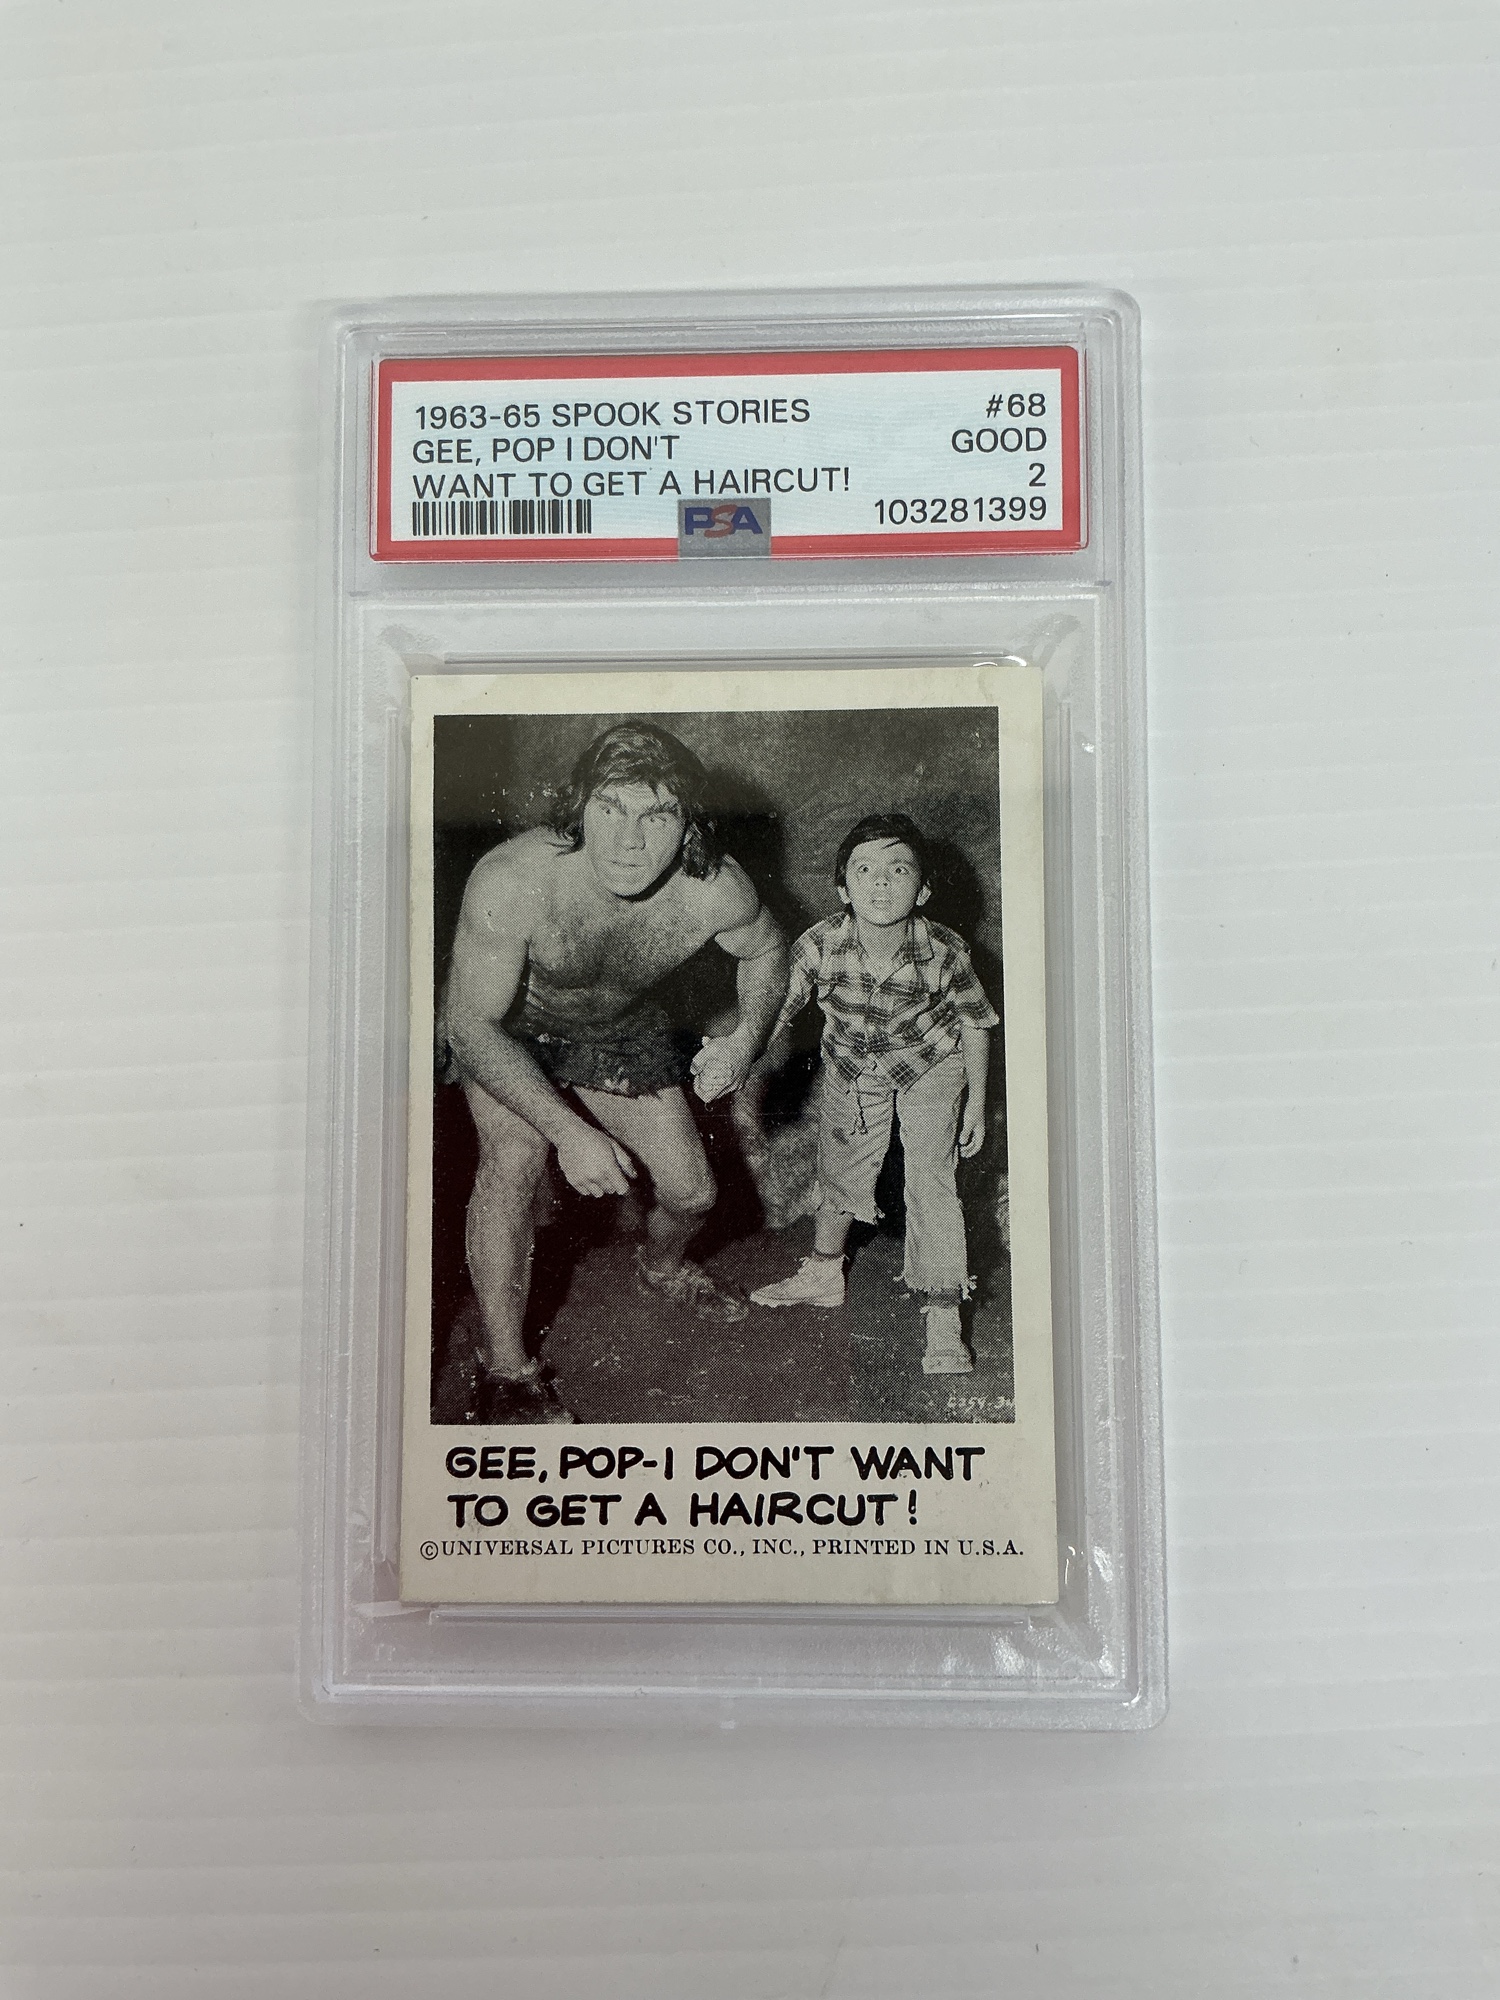 1963-65 SPOOK STORIES #68
GEE, POP I DON'T GOOD
WANT TO GET A HAIRCUT! 2
PSA 103281399
GEE, POP-I DON'T WANT
TO GET A HAIRCUT!
©UNIVERSAL PICTURES CO., INC., PRINTED IN U.S.A.